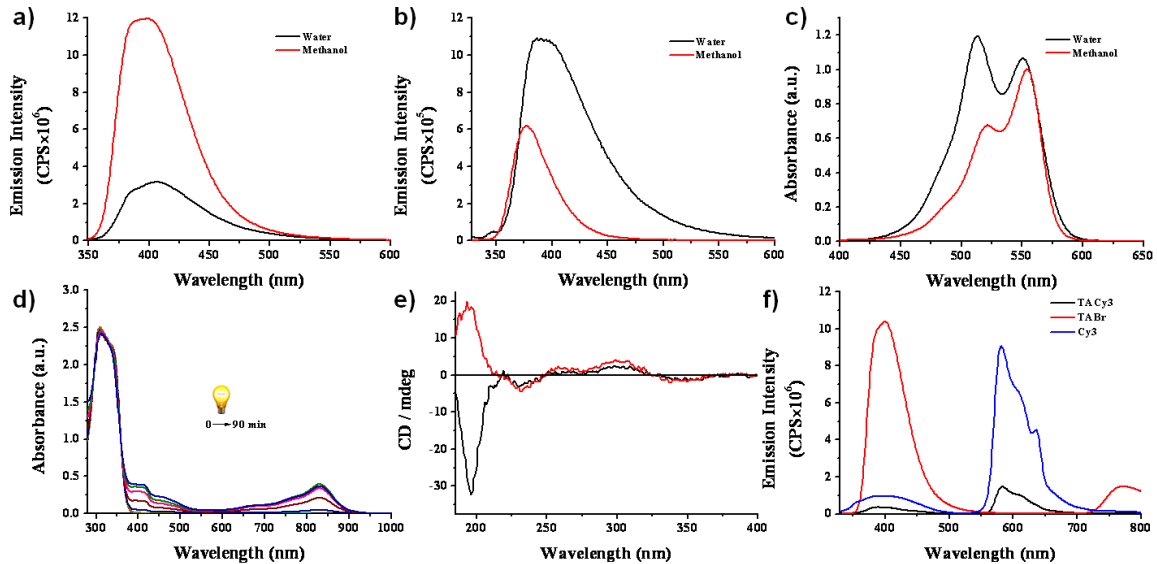 a)
Emission Intensity
(CPS×10⁶)
12
10
8
6
4
2
0
350
400
450
500
550
600
Wavelength (nm)
Water
Methanol
b)
Emission Intensity
(CPS×10⁵)
12
10
8
6
4
2
0
350
400
450
500
550
600
Wavelength (nm)
Water
Methanol
c)
Absorbance (a.u.)
1.2
1.0
0.8
0.6
0.4
0.2
0.0
400
450
500
550
600
650
Wavelength (nm)
Water
Methanol
d)
Absorbance (a.u.)
3.0
2.5
2.0
1.5
1.0
0.5
0.0
300
400
500
600
700
800
900
1000
Wavelength (nm)
0→90 min
e)
CD / mdeg
20
10
0
-10
-20
-30
200
250
300
350
400
Wavelength (nm)
f)
Emission Intensity
(CPS×10⁶)
12
10
8
6
4
2
0
400
500
600
700
800
Wavelength (nm)
TACy3
TABr
Cy3